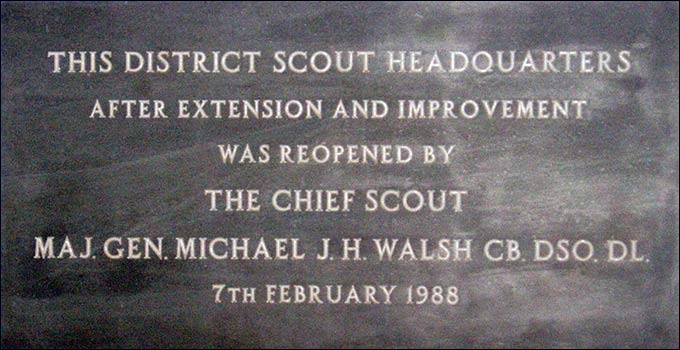 THIS DISTRICT SCOUT HEADQUARTERS
AFTER EXTENSION AND IMPROVEMENT
WAS REOPENED BY
THE CHIEF SCOUT
MAJ. GEN. MICHAEL J. H. WALSH CB. DSO. DL.
7TH FEBRUARY 1988